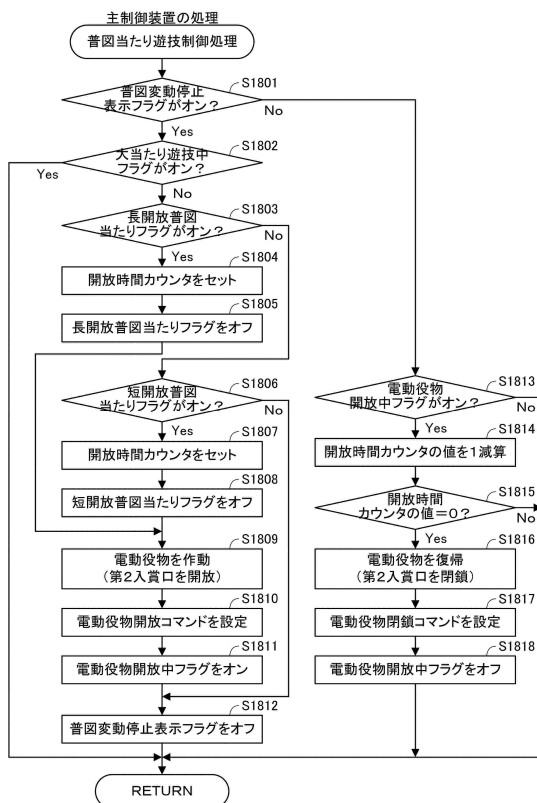 主制御装置の処理
普図当たり遊技制御処理
S1801
普図変動停止
表示フラグがオン?
No
Yes
S1802
大当たり遊技中
フラグがオン?
Yes
No
S1803
長開放普図
当たりフラグがオン?
No
Yes
S1804
開放時間カウンタをセット
S1805
長開放普図当たりフラグをオフ
S1806
短開放普図
当たりフラグがオン?
No
Yes
S1807
開放時間カウンタをセット
S1808
短開放普図当たりフラグをオフ
S1809
電動役物を作動
(第2入賞口を開放)
S1810
電動役物開放コマンドを設定
S1811
電動役物開放中フラグをオン
S1812
普図変動停止表示フラグをオフ
S1813
電動役物
開放中フラグがオン?
No
Yes
S1814
開放時間カウンタの値を1減算
S1815
開放時間
カウンタの値=0?
No
Yes
S1816
電動役物を復帰
(第2入賞口を閉鎖)
S1817
電動役物閉鎖コマンドを設定
S1818
電動役物開放中フラグをオフ
RETURN